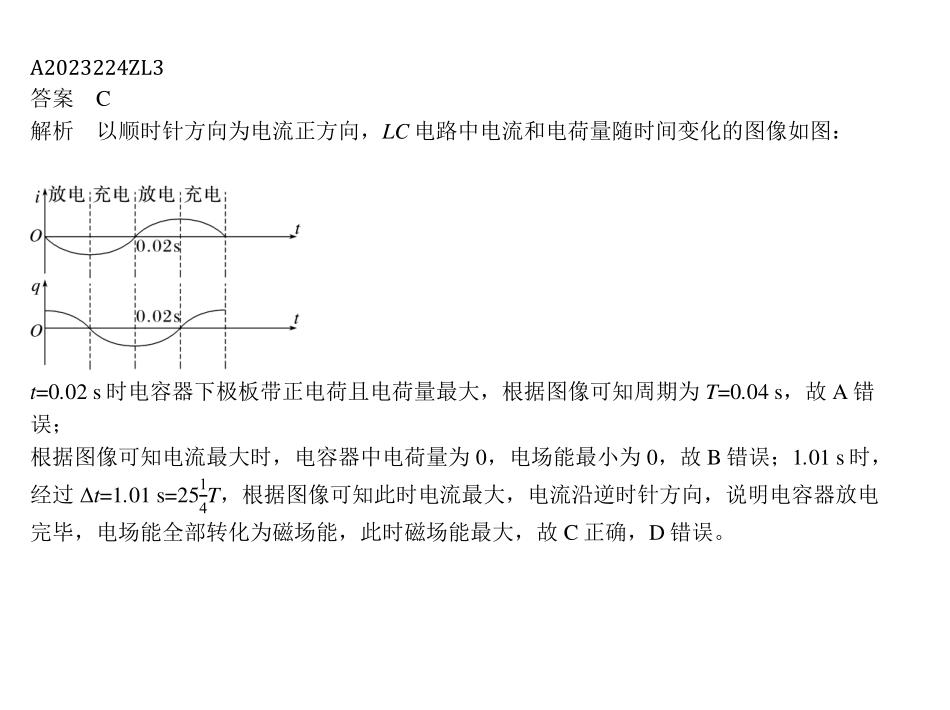 A2023224ZL3
答案 C
解析 以顺时针方向为电流正方向，LC 电路中电流和电荷量随时间变化的图像如图：
i 放电 充电 放电 充电
O 0.02s t
q
O 0.02s t
t=0.02 s 时电容器下极板带正电荷且电荷量最大，根据图像可知周期为 T=0.04 s，故 A 错
误；
根据图像可知电流最大时，电容器中电荷量为 0，电场能最小为 0，故 B 错误；1.01 s 时，
经过 Δt=1.01 s=25 1/4 T，根据图像可知此时电流最大，电流沿逆时针方向，说明电容器放电
完毕，电场能全部转化为磁场能，此时磁场能最大，故 C 正确，D 错误。